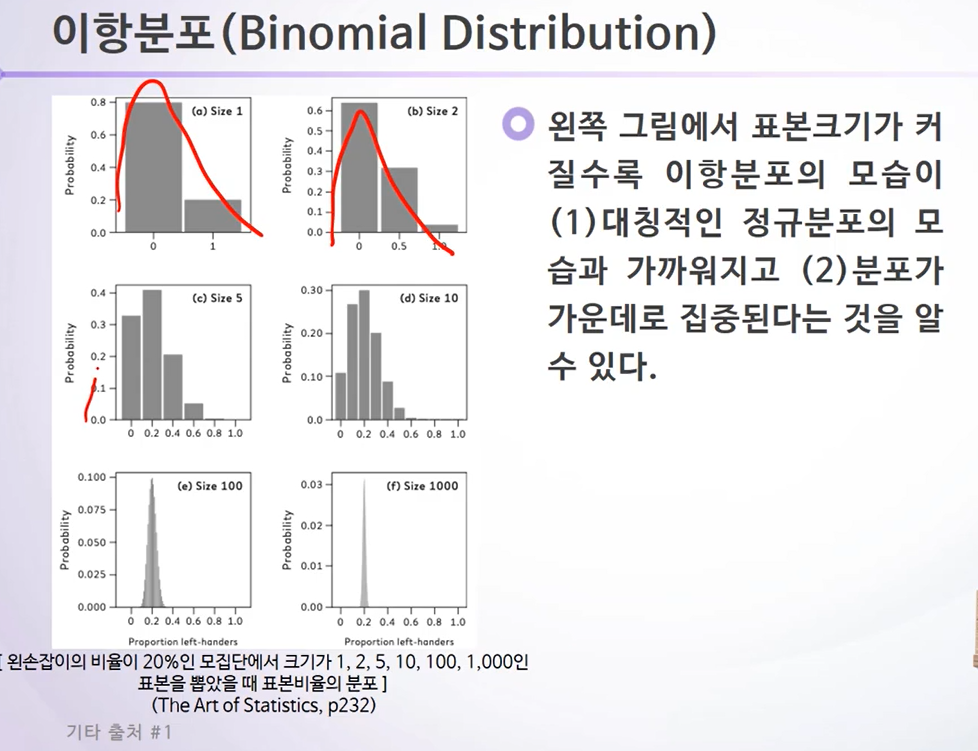 이항분포(Binomial Distribution)
(a) Size 1
Probability
0.8
0.6
0.4
0.2
0.0
0 1
(b) Size 2
Probability
0.6
0.5
0.4
0.3
0.2
0.1
0.0
0 0.5 1.0
(c) Size 5
Probability
0.4
0.3
0.2
0.1
0.0
0 0.2 0.4 0.6 0.8 1.0
(d) Size 10
Probability
0.30
0.20
0.10
0.0
0 0.2 0.4 0.6 0.8 1.0
(e) Size 100
Probability
0.100
0.075
0.050
0.025
0.000
0 0.2 0.4 0.6 0.8 1.0
Proportion left-handers
(f) Size 1000
Probability
0.03
0.02
0.01
0.00
0 0.2 0.4 0.6 0.8 1.0
Proportion left-handers
[ 왼손잡이의 비율이 20%인 모집단에서 크기가 1, 2, 5, 10, 100, 1,000인
표본을 뽑았을 때 표본비율의 분포 ]
(The Art of Statistics, p232)
기타 출처 #1
왼쪽 그림에서 표본크기가 커
질수록 이항분포의 모습이
(1)대칭적인 정규분포의 모
습과 가까워지고 (2)분포가
가운데로 집중된다는 것을 알
수 있다.